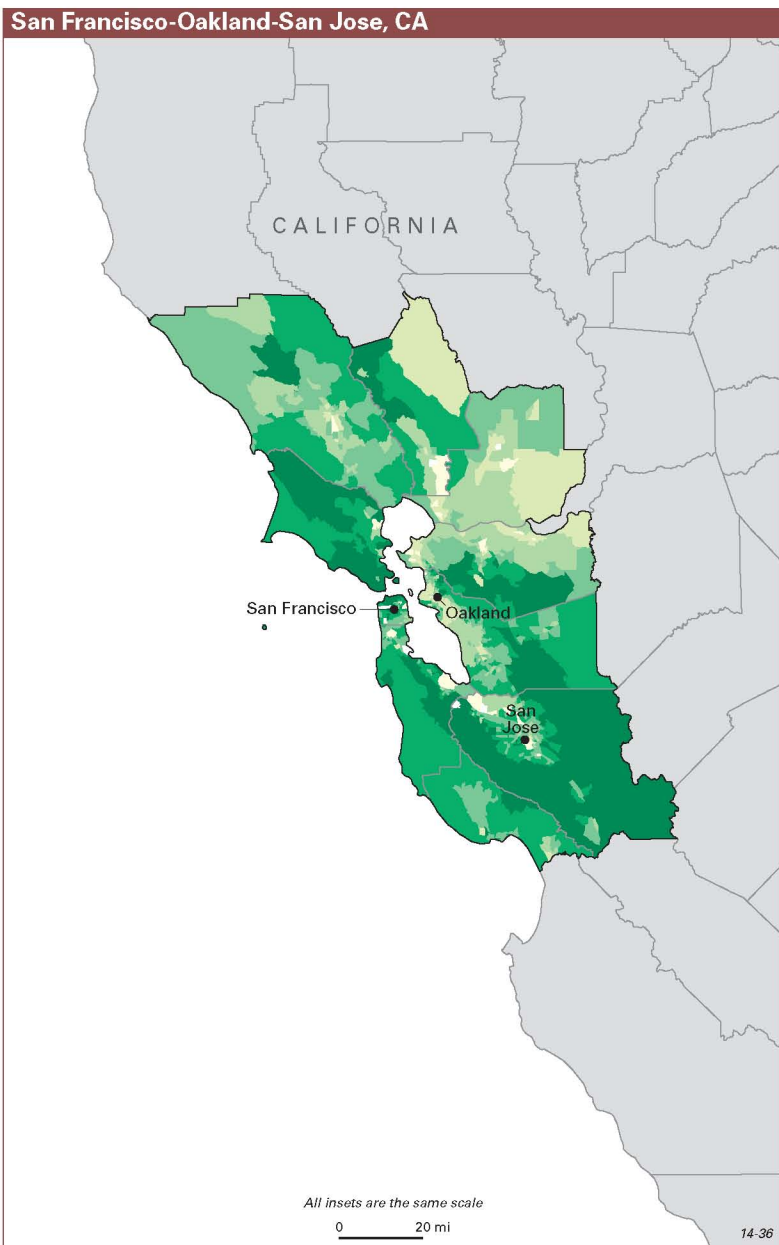 San Francisco-Oakland-San Jose, CA
CALIFORNIA
San Francisco
Oakland
San
Jose
All insets are the same scale
0 20 mi
14-36